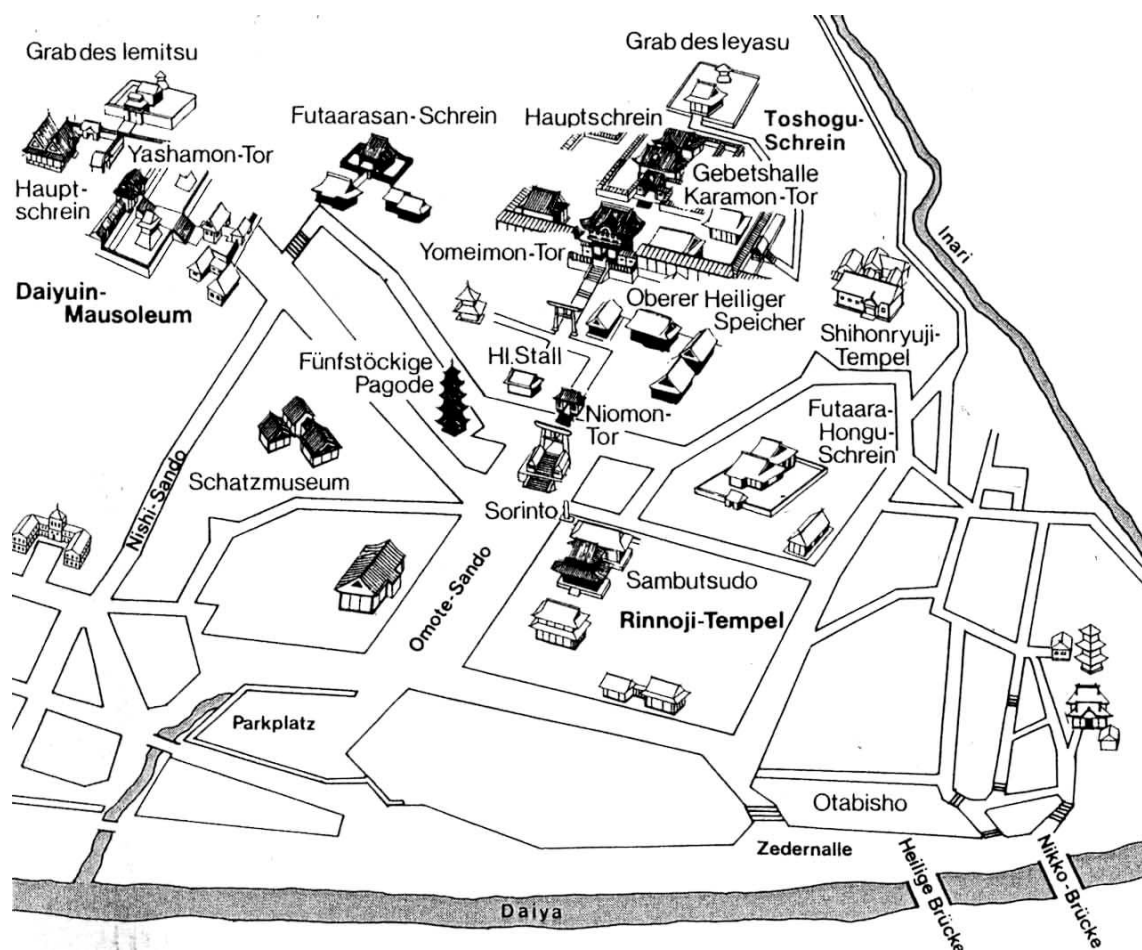 Grab des Iemitsu
Grab des Ieyasu
Futaarasan-Schrein
Hauptschrein
Toshogu-
Schrein
Yashamon-Tor
Haupt-
schrein
Gebetshalle
Karamon-Tor
Yomeimon-Tor
Inari
Daiyuin-
Mausoleum
Oberer Heiliger
Speicher
Shihonryuji-
Tempel
Fünfstöckige
Pagode
Hl. Stall
Niomon-
Tor
Futaara-
Hongu-
Schrein
Schatzmuseum
Nishi-Sando
Sorinto
Omote-Sando
Sambutsudo
Rinnoji-Tempel
Parkplatz
Otabisho
Zedernalle
Heilige Brücke
Nikko-Brücke
Daiya